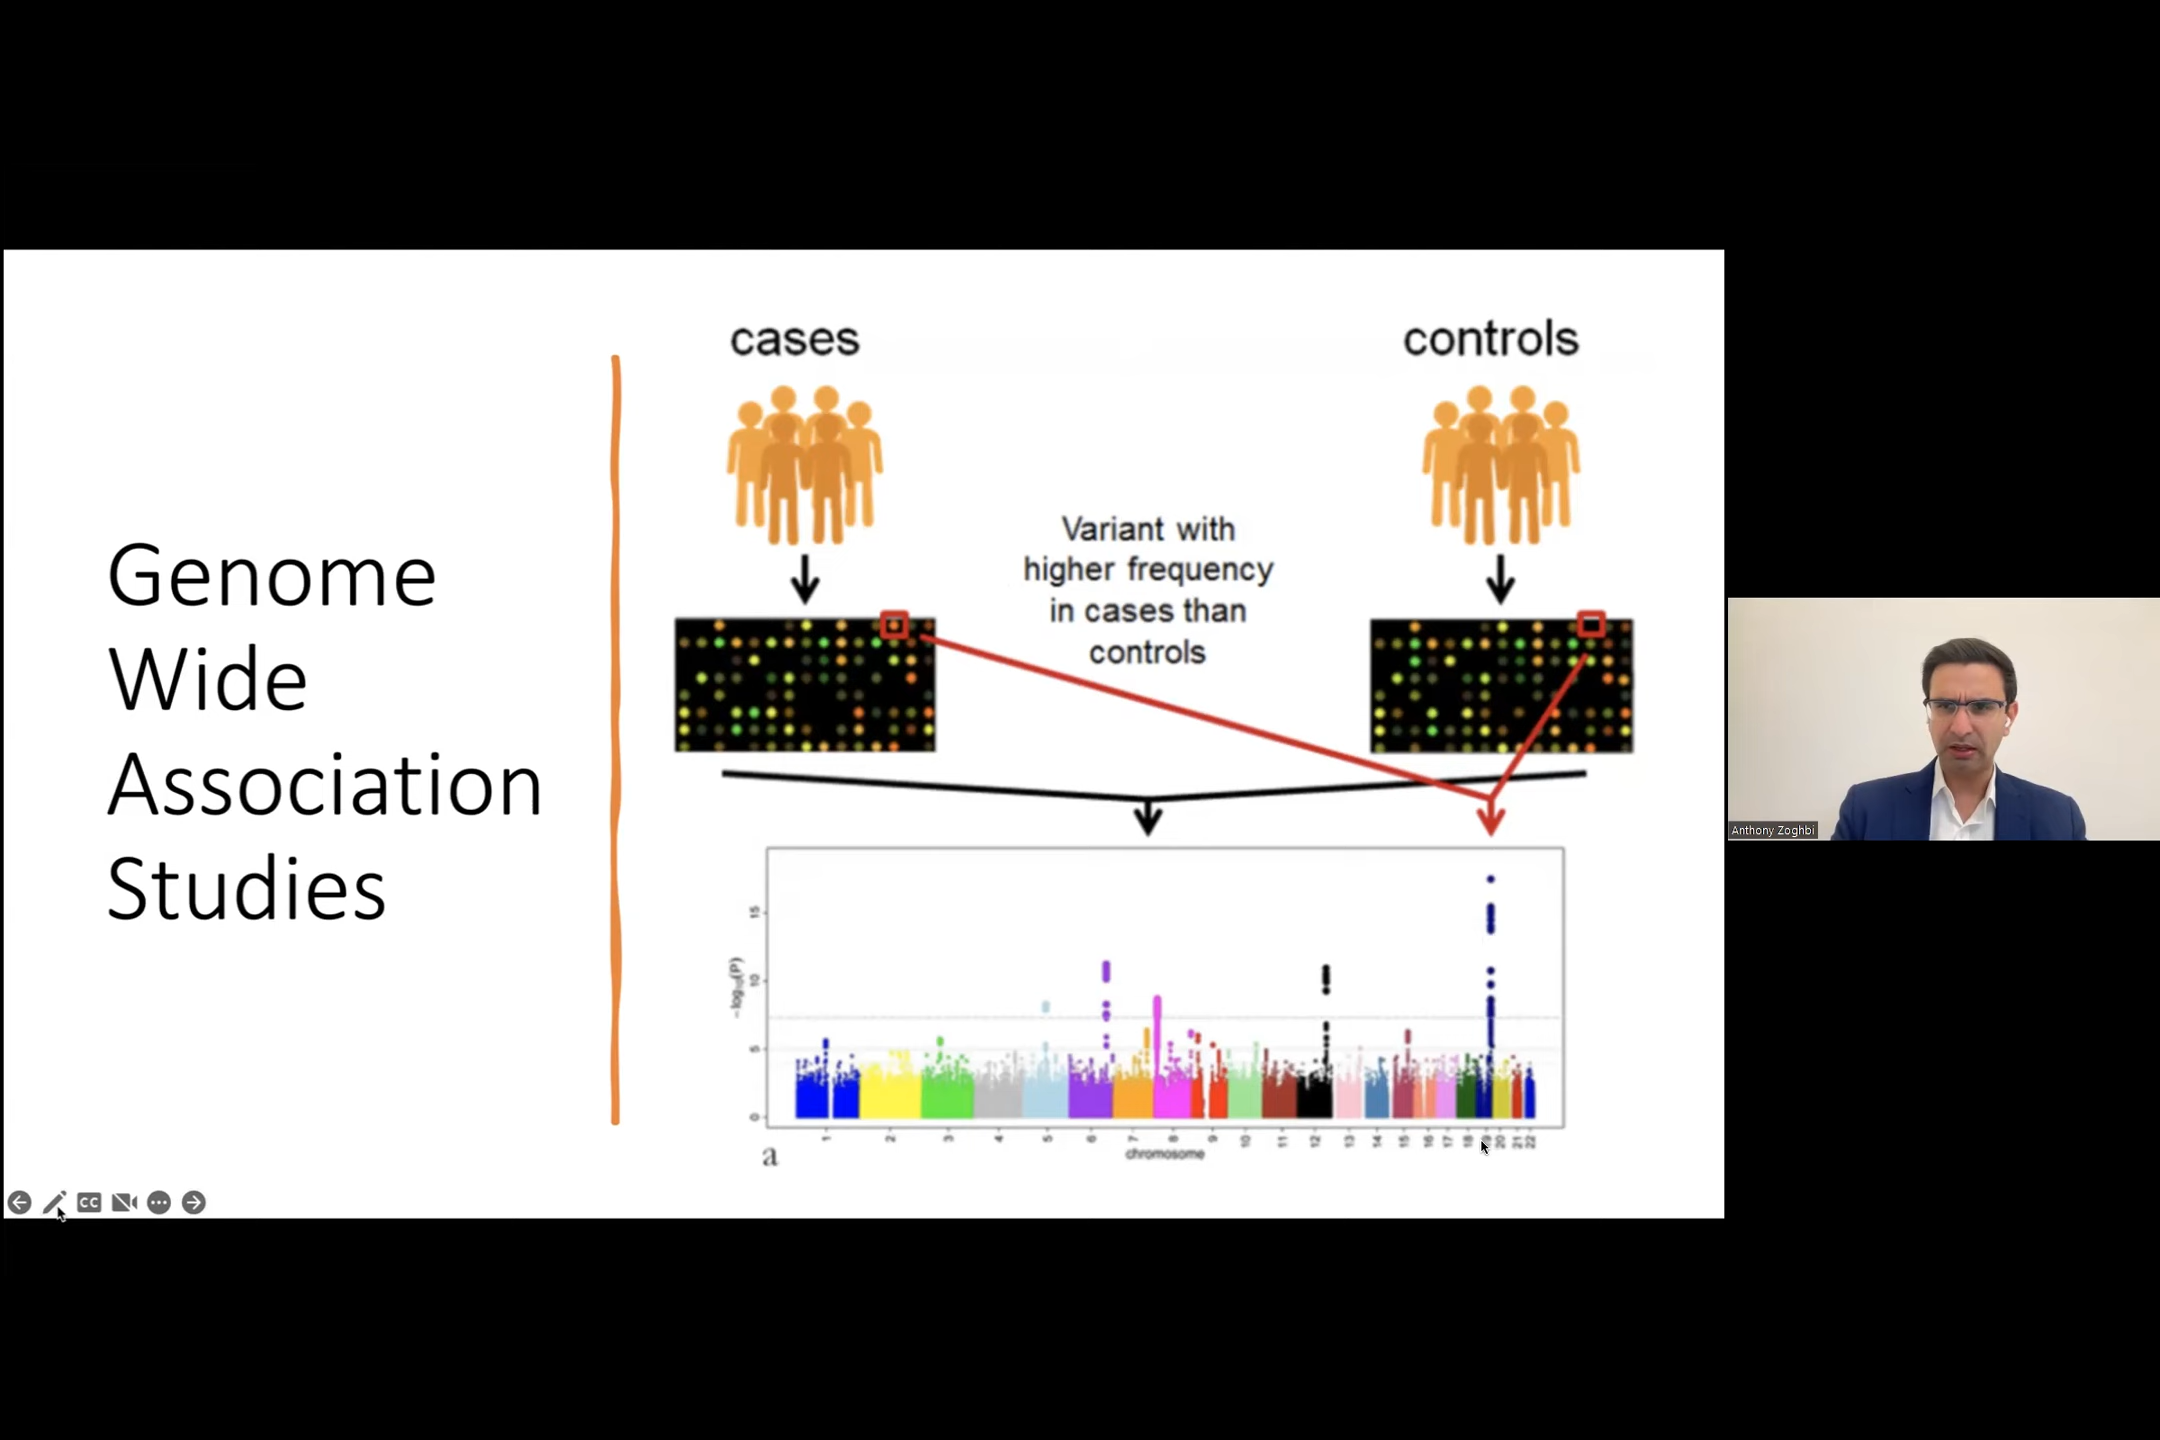 Genome
Wide
Association
Studies
cases
controls
Variant with
higher frequency
in cases than
controls
-log10(P)
15
10
5
0
1 2 3 4 5 6 7 8 9 10 11 12 13 14 15 16 17 18 19 20 21 22
chromosome
a
CC
Anthony Zoghbi